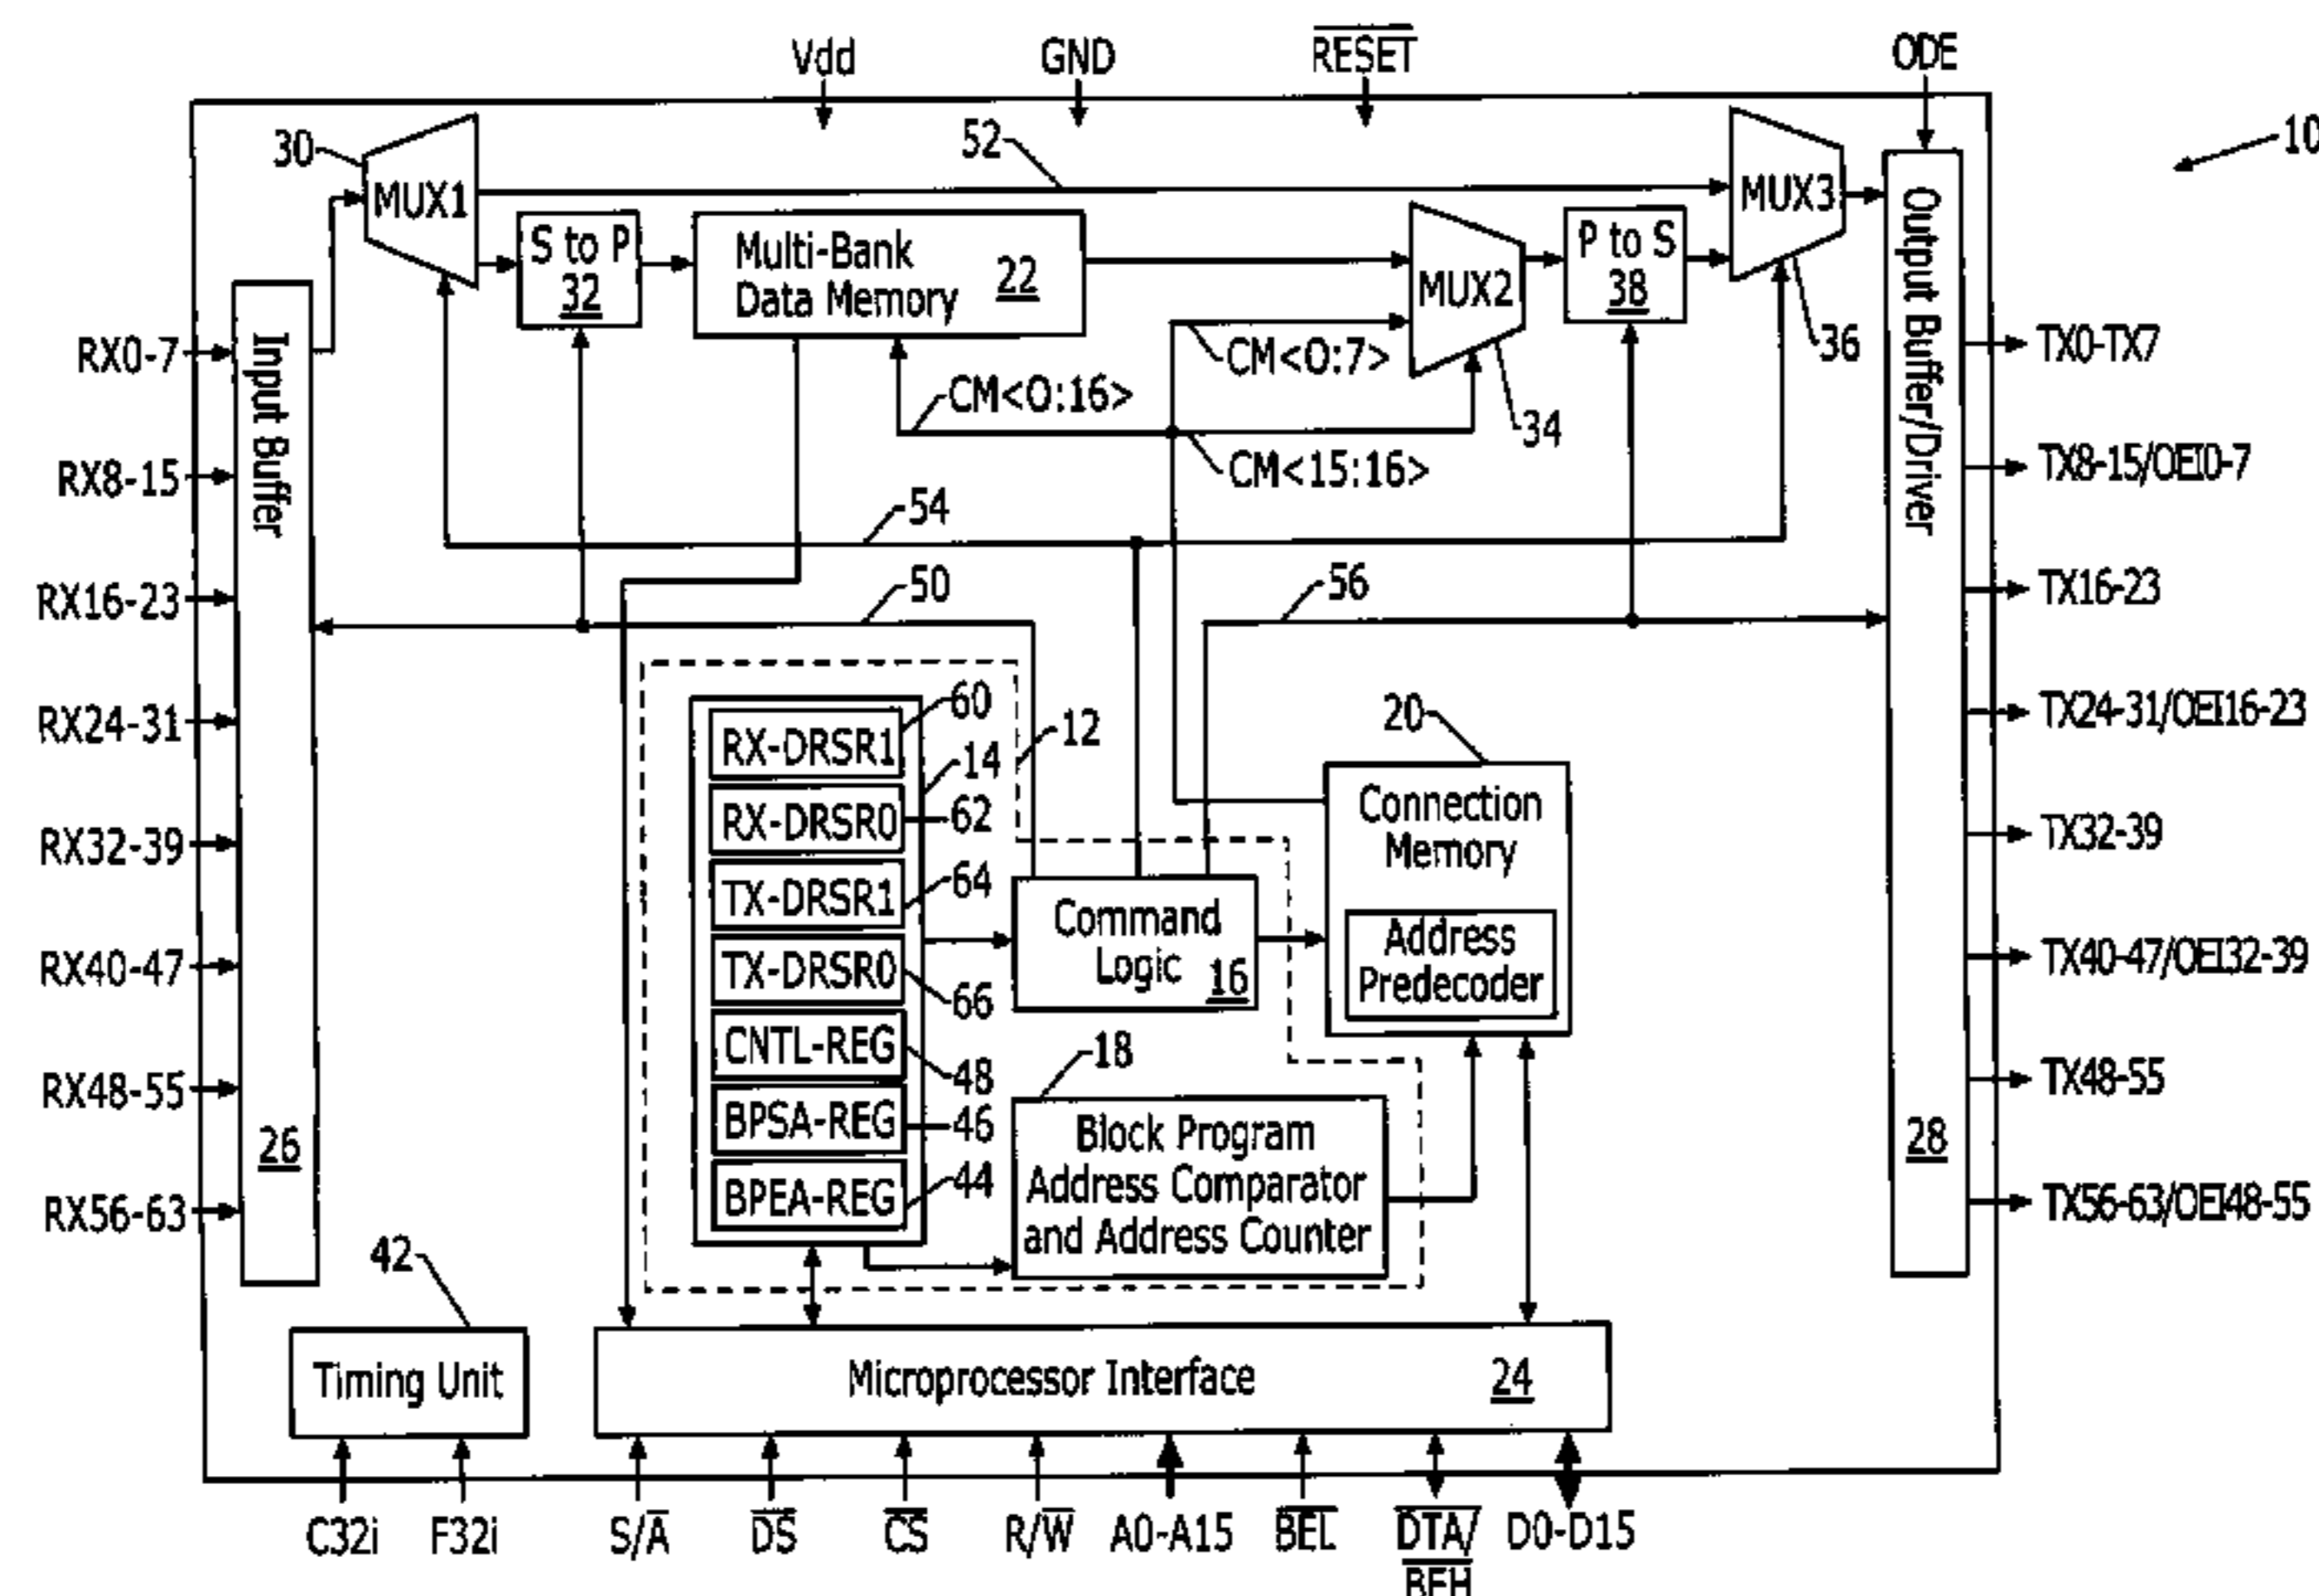 Vdd
GND
RESET
ODE
10
30
MUX1
52
MUX3
S to P
32
Multi-Bank
Data Memory
22
MUX2
P to S
38
36
Output Buffer/Driver
28
Input Buffer
26
CM<O:7>
CM<O:16>
34
CM<15:16>
54
50
56
RX0-7
RX8-15
RX16-23
RX24-31
RX32-39
RX40-47
RX48-55
RX56-63
TX0-TX7
TX8-15/OEI0-7
TX16-23
TX24-31/OEI16-23
TX32-39
TX40-47/OEI32-39
TX48-55
TX56-63/OEI48-55
RX-DRSR1
60
12
14
RX-DRSR0
62
TX-DRSR1
64
TX-DRSR0
66
CNTL-REG
48
BPSA-REG
46
BPEA-REG
44
Command
Logic
16
20
Connection
Memory
Address
Predecoder
18
Block Program
Address Comparator
and Address Counter
42
Timing Unit
Microprocessor Interface
24
C32i
F32i
S/A
DS
CS
R/W
A0-A15
BEL
DTA/
BEH
D0-D15